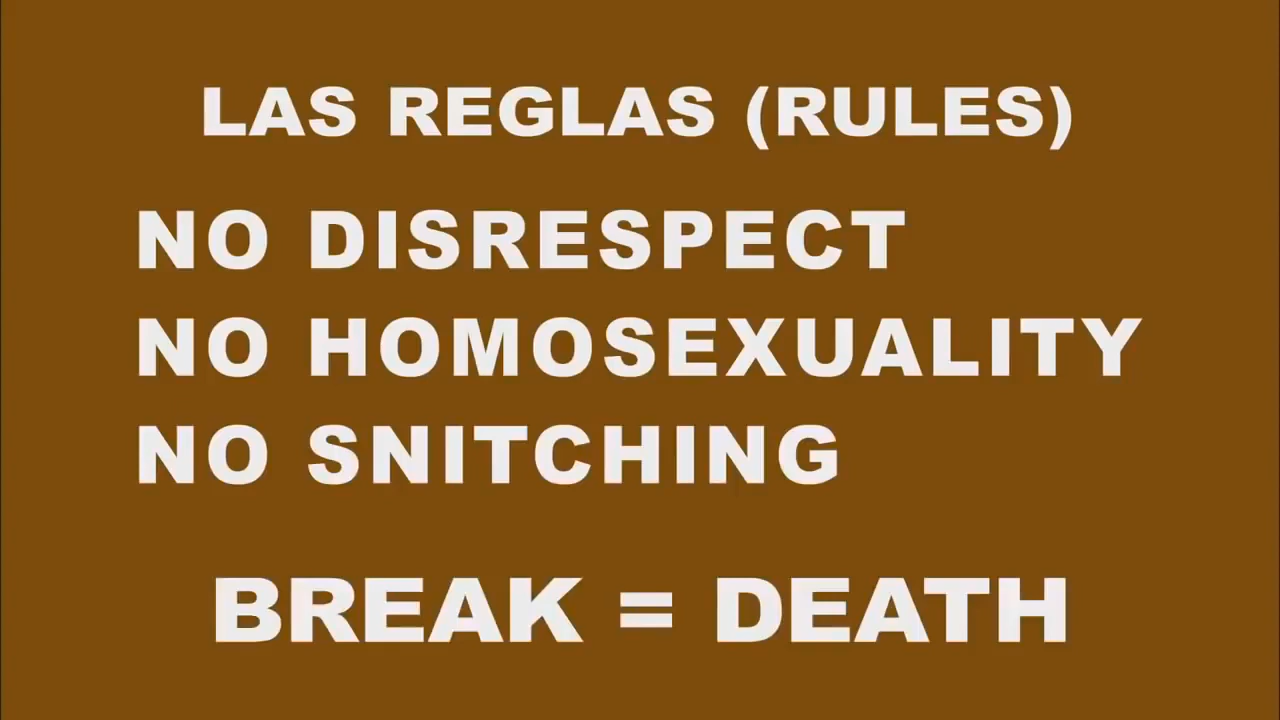 LAS REGLAS (RULES)
NO DISRESPECT
NO HOMOSEXUALITY
NO SNITCHING
BREAK = DEATH